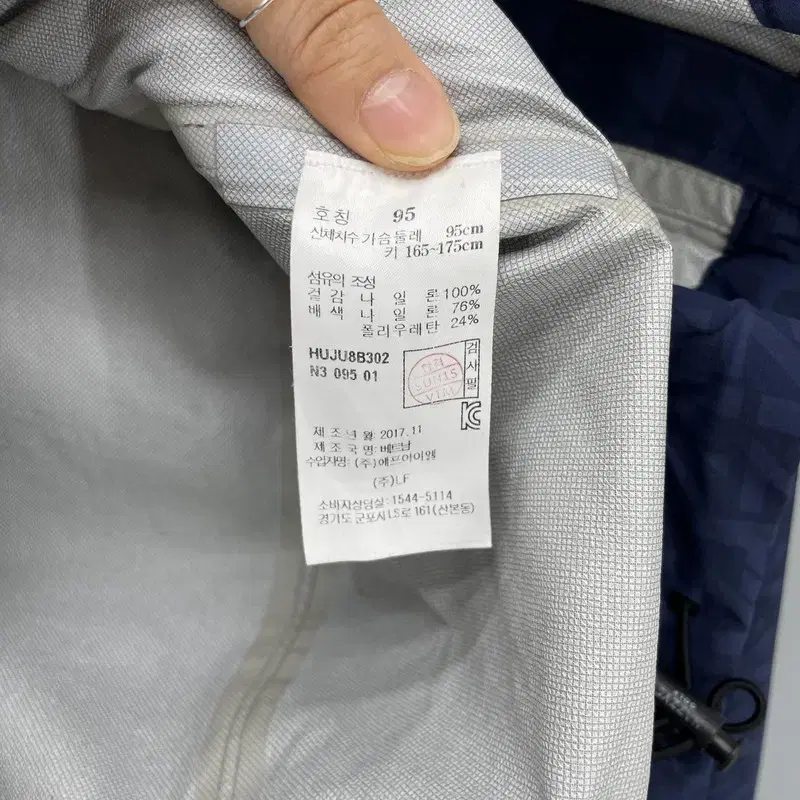 호칭 95
신체치수 가슴둘레 95cm
키 165~175cm
섬유의 조성
겉감 나 일 론 100%
배색 나 일 론 76%
폴리우레탄 24%
HUJU8B302
N3 095 01
검사필
제 조 년 월: 2017.11
제 조 국 명: 베트남
수입자명: (주)에프아이엠
(주)LF
소비자상담실: 1544-5114
경기도 군포시 LS로 161(산본동)